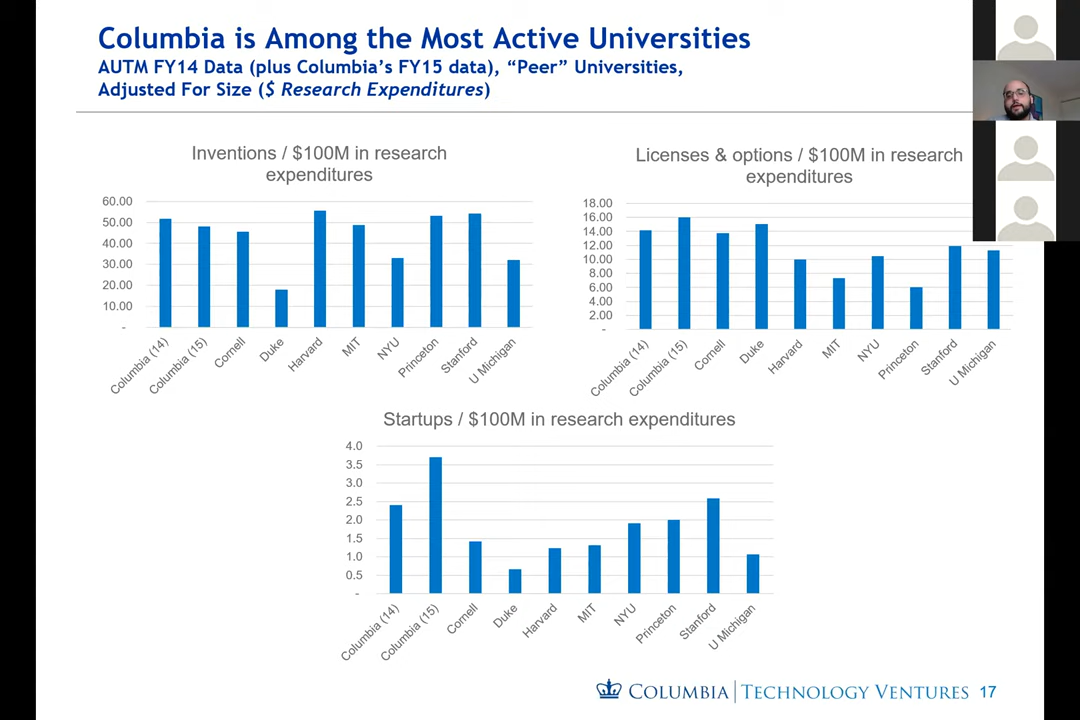 Columbia is Among the Most Active Universities
AUTM FY14 Data (plus Columbia’s FY15 data), “Peer” Universities,
Adjusted For Size ($ Research Expenditures)
Inventions / $100M in research
expenditures
60.00
50.00
40.00
30.00
20.00
10.00
-
Columbia (14)
Columbia (15)
Cornell
Duke
Harvard
MIT
NYU
Princeton
Stanford
U Michigan
Licenses & options / $100M in research
expenditures
18.00
16.00
14.00
12.00
10.00
8.00
6.00
4.00
2.00
-
Columbia (14)
Columbia (15)
Cornell
Duke
Harvard
MIT
NYU
Princeton
Stanford
U Michigan
Startups / $100M in research expenditures
4.0
3.5
3.0
2.5
2.0
1.5
1.0
0.5
-
Columbia (14)
Columbia (15)
Cornell
Duke
Harvard
MIT
NYU
Princeton
Stanford
U Michigan
COLUMBIA | TECHNOLOGY VENTURES 17